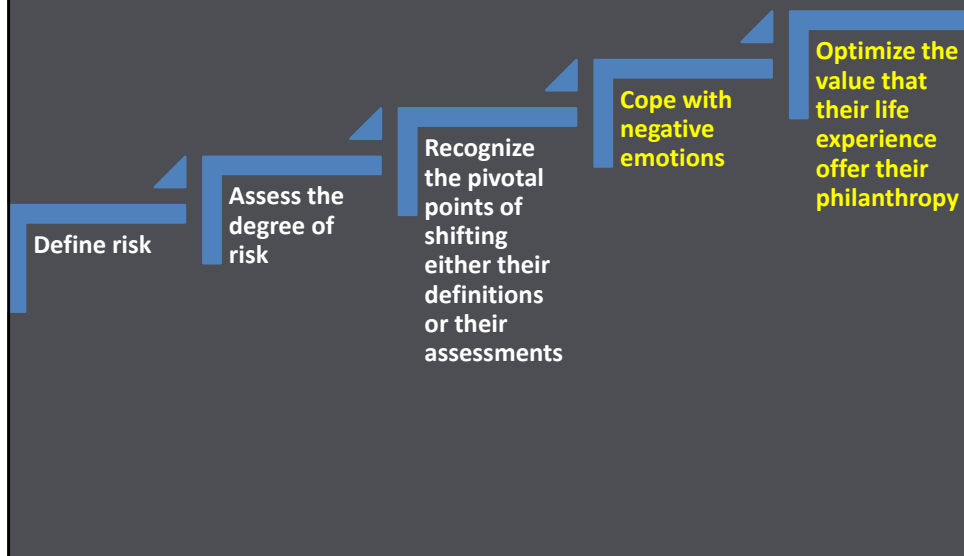 Define risk
Assess the
degree of
risk
Recognize
the pivotal
points of
shifting
either their
definitions
or their
assessments
Cope with
negative
emotions
Optimize the
value that
their life
experience
offer their
philanthropy